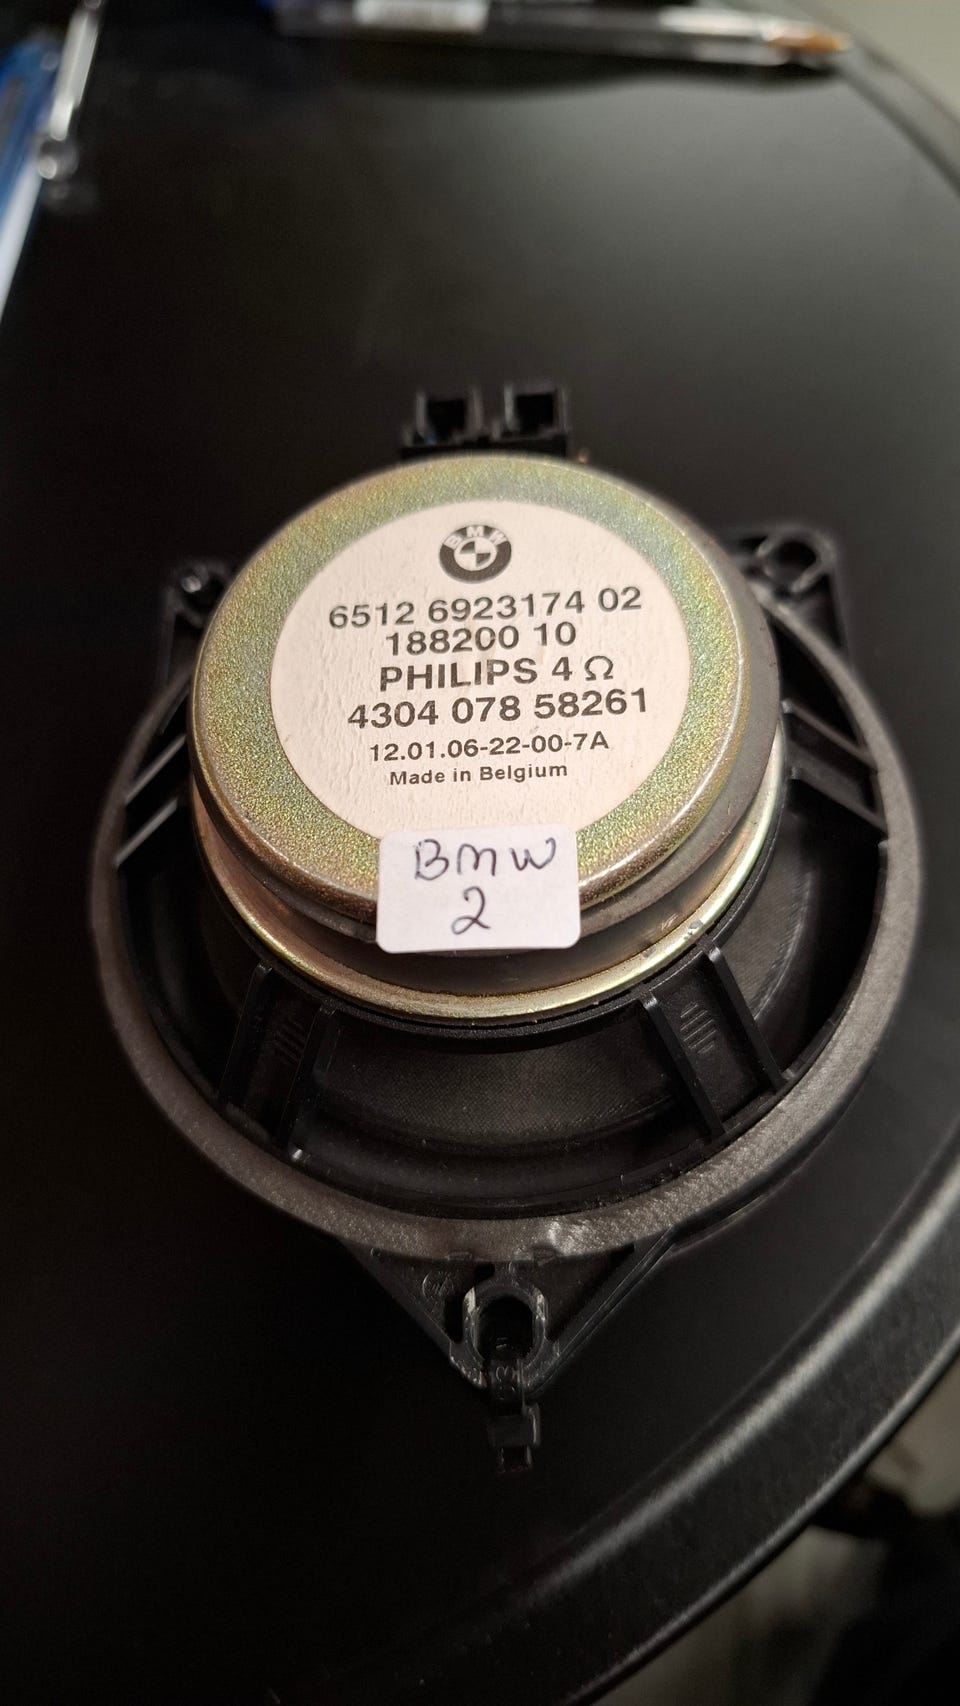 BMW
6512 6923174 02
188200 10
PHILIPS 4 Ω
4304 078 58261
12.01.06-22-00-7A
Made in Belgium
BMW
2